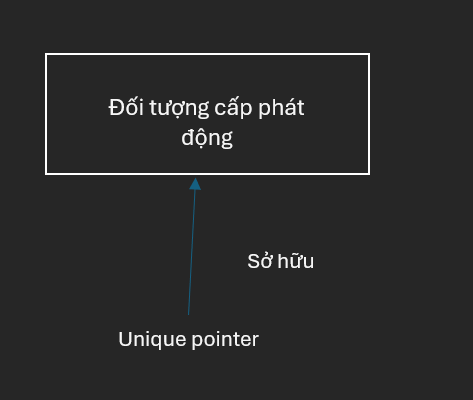 Đối tượng cấp phát
động
Sở hữu
Unique pointer